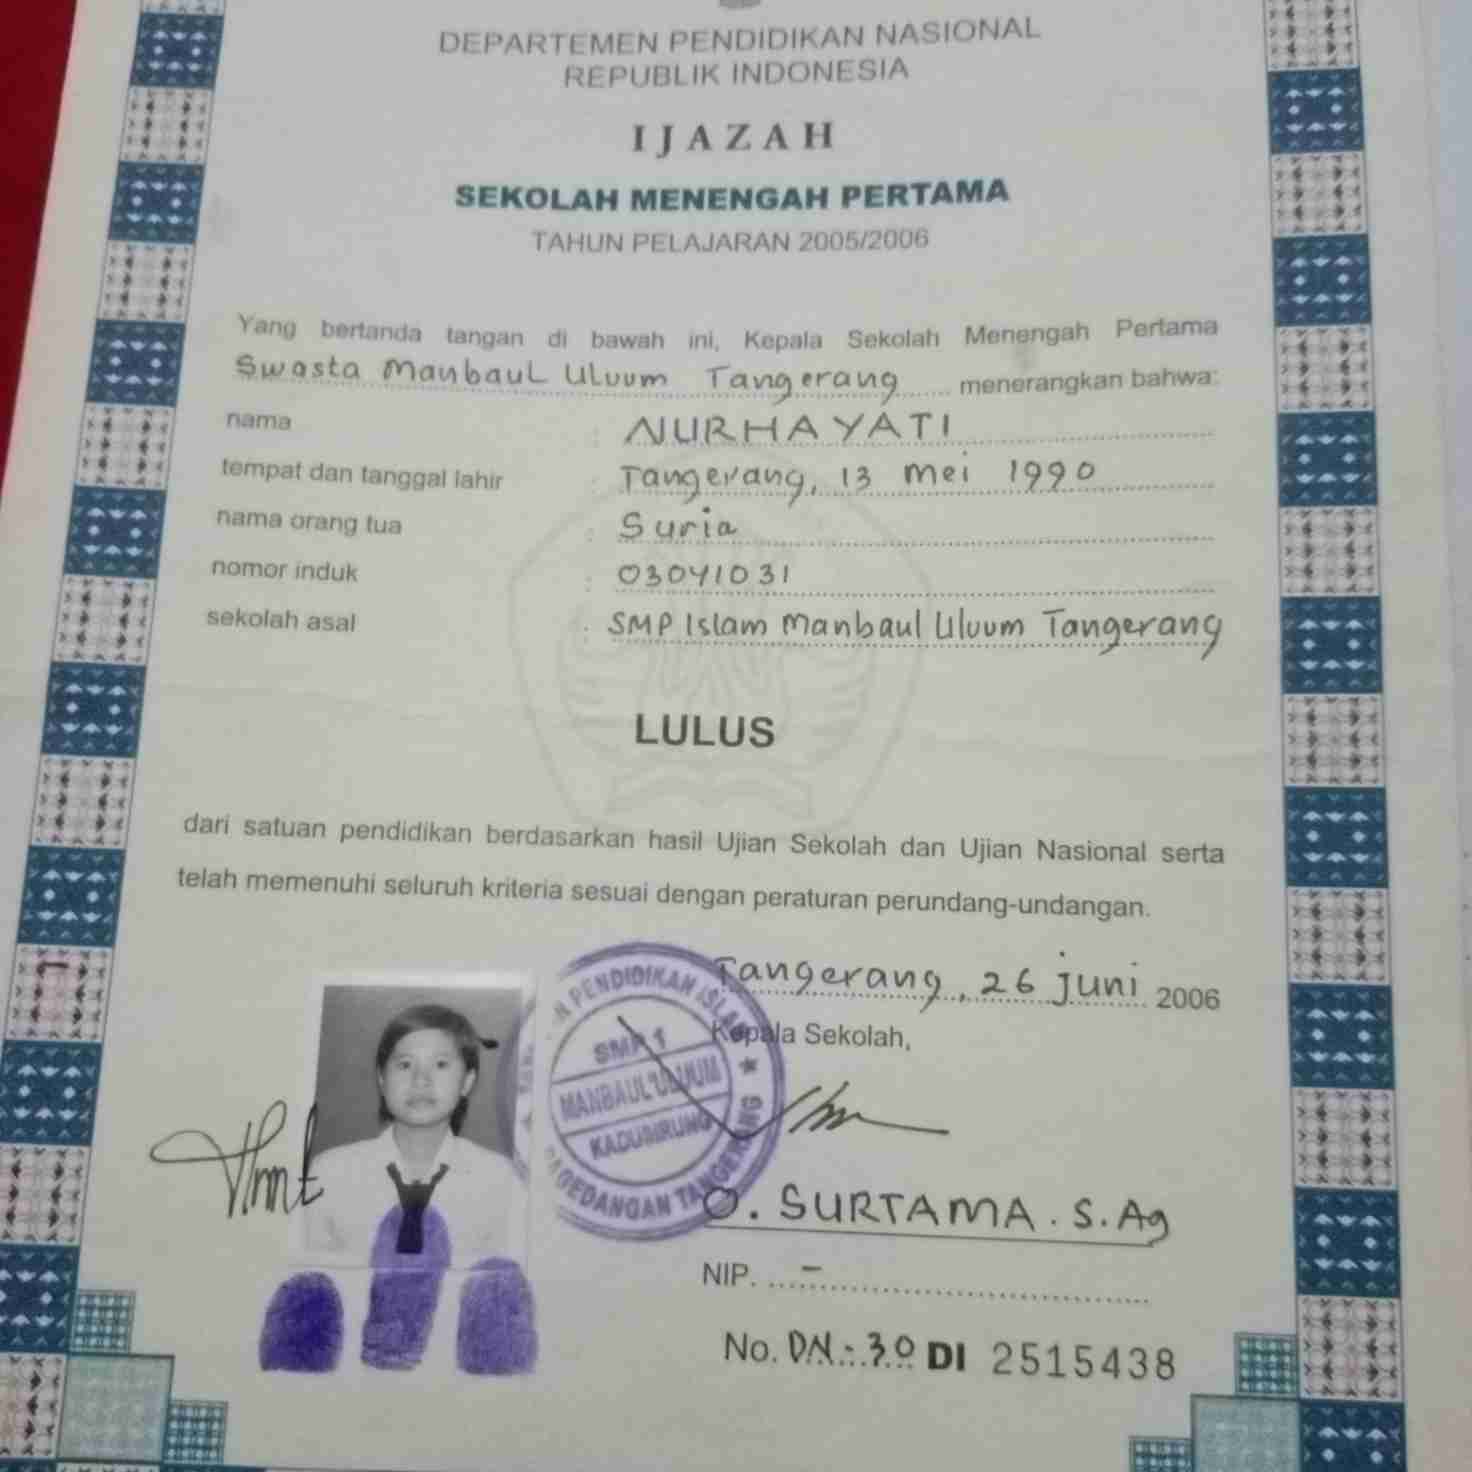 DEPARTEMEN PENDIDIKAN NASIONAL
REPUBLIK INDONESIA
IJAZAH
SEKOLAH MENENGAH PERTAMA
TAHUN PELAJARAN 2005/2006
Yang bertanda tangan di bawah ini, Kepala Sekolah Menengah Pertama
Swasta Manbaul Uluum Tangerang menerangkan bahwa:
nama : NURHAYATI
tempat dan tanggal lahir : Tangerang, 13 Mei 1990
nama orang tua : Suria
nomor induk : 03041031
sekolah asal : SMP Islam Manbaul Uluum Tangerang
LULUS
dari satuan pendidikan berdasarkan hasil Ujian Sekolah dan Ujian Nasional serta
telah memenuhi seluruh kriteria sesuai dengan peraturan perundang-undangan.
Tangerang, 26 juni 2006
Kepala Sekolah,
PENDIDIKAN ISLAM
MANBAUL ULUUM
KADUSIRUNG
PAGEDANGAN TANGERANG
O. SURTAMA. S.Ag
NIP. -
No. DN-30 DI 2515438